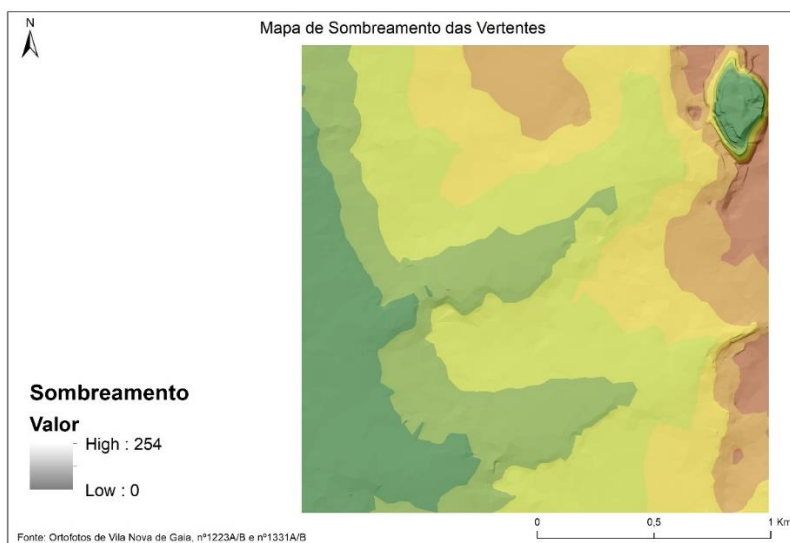 N
Mapa de Sombreamento das Vertentes
Sombreamento
Valor
High : 254
Low : 0
0 0,5 1 Km
Fonte: Ortofotos de Vila Nova de Gaia, nº1223A/B e nº1331A/B